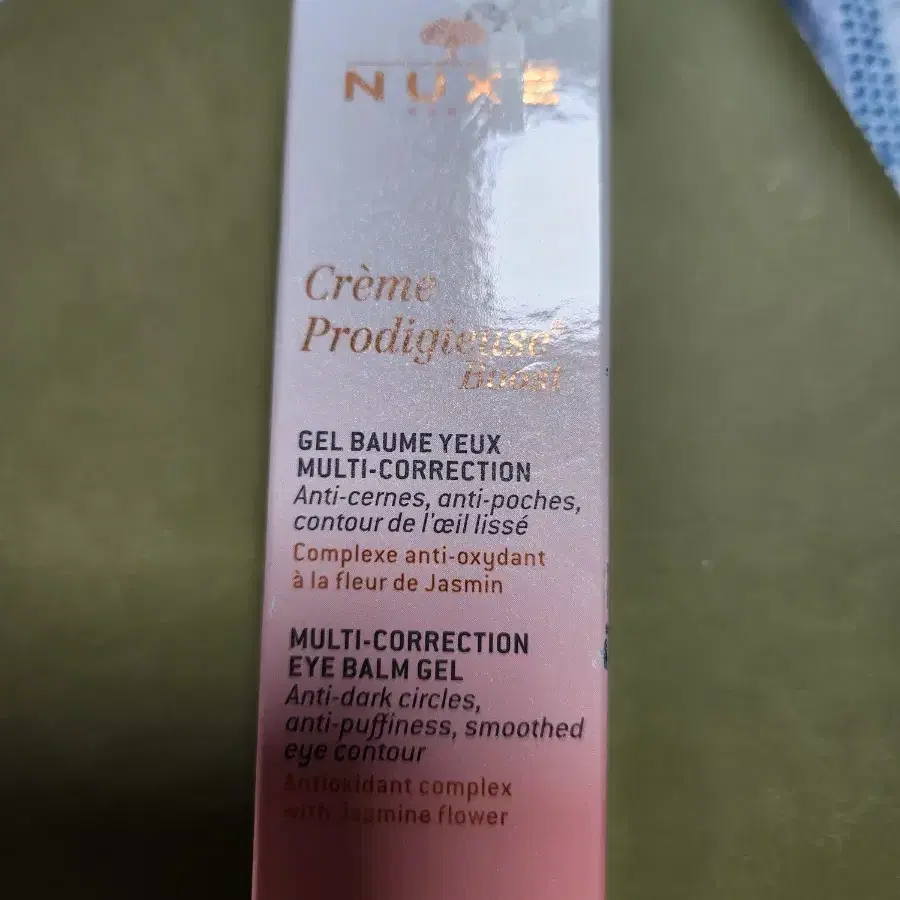 NUXE
Crème
Prodigieuse®
Boost
GEL BAUME YEUX
MULTI-CORRECTION
Anti-cernes, anti-poches,
contour de l'œil lissé
Complexe anti-oxydant
à la fleur de Jasmin
MULTI-CORRECTION
EYE BALM GEL
Anti-dark circles,
anti-puffiness, smoothed
eye contour
Antioxidant complex
with Jasmine flower